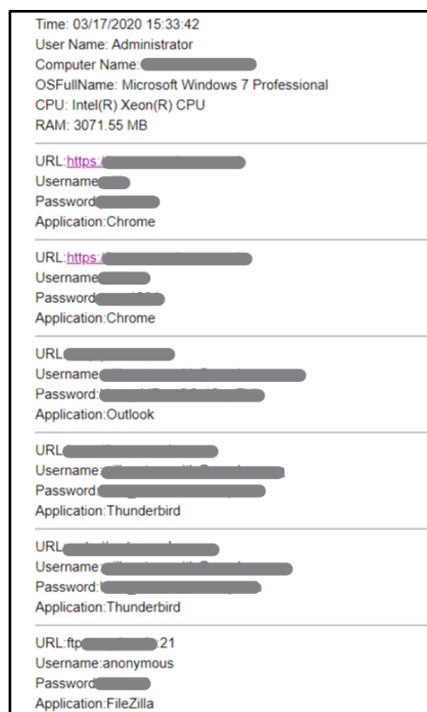 Time: 03/17/2020 15:33:42
User Name: Administrator
Computer Name:
OSFullName: Microsoft Windows 7 Professional
CPU: Intel(R) Xeon(R) CPU
RAM: 3071.55 MB
URL:https:/
Username
Password
Application:Chrome
URL:https:/
Username
Password
Application:Chrome
URL
Username:
Password:
Application:Outlook
URL
Username:
Password:
Application:Thunderbird
URL
Username:
Password:
Application:Thunderbird
URL:ftp :21
Username:anonymous
Password
Application:FileZilla